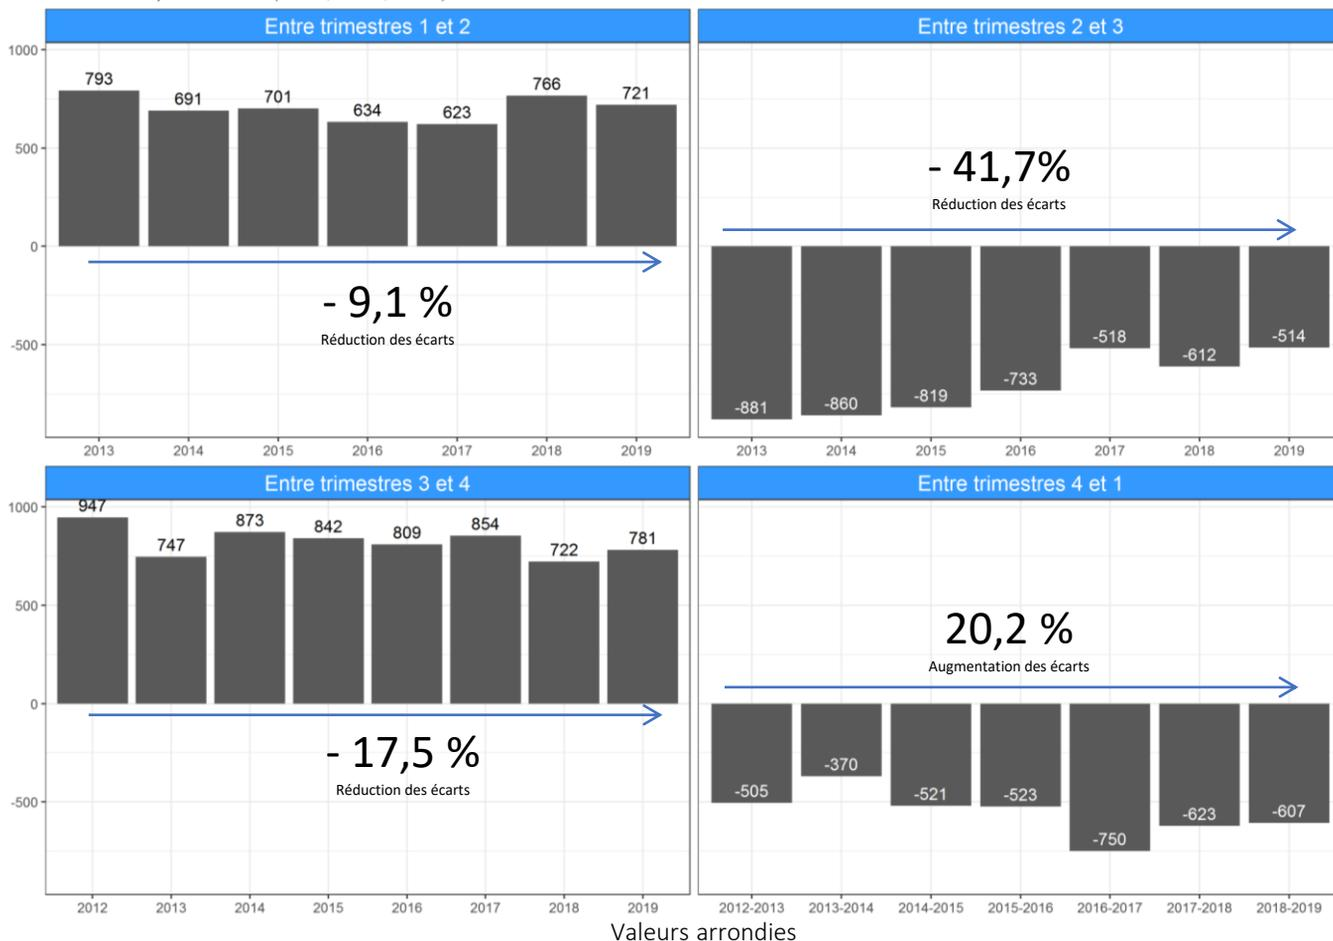 Entre trimestres 1 et 2
1000
500
0
-500
793
691
701
634
623
766
721
- 9,1 %
Réduction des écarts
2013 2014 2015 2016 2017 2018 2019
Entre trimestres 2 et 3
- 41,7%
Réduction des écarts
-881
-860
-819
-733
-518
-612
-514
2013 2014 2015 2016 2017 2018 2019
Entre trimestres 3 et 4
1000
500
0
-500
947
747
873
842
809
854
722
781
- 17,5 %
Réduction des écarts
2012 2013 2014 2015 2016 2017 2018 2019
Entre trimestres 4 et 1
20,2 %
Augmentation des écarts
-505
-370
-521
-523
-750
-623
-607
2012-2013 2013-2014 2014-2015 2015-2016 2016-2017 2017-2018 2018-2019
Valeurs arrondies